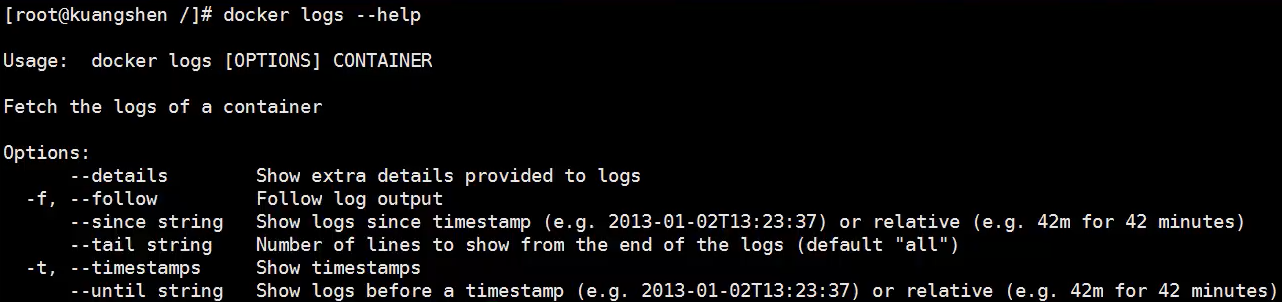 [root@kuangshen /]# docker logs --help
Usage:  docker logs [OPTIONS] CONTAINER
Fetch the logs of a container
Options:
      --details        Show extra details provided to logs
  -f, --follow         Follow log output
      --since string   Show logs since timestamp (e.g. 2013-01-02T13:23:37) or relative (e.g. 42m for 42 minutes)
      --tail string    Number of lines to show from the end of the logs (default "all")
  -t, --timestamps     Show timestamps
      --until string   Show logs before a timestamp (e.g. 2013-01-02T13:23:37) or relative (e.g. 42m for 42 minutes)